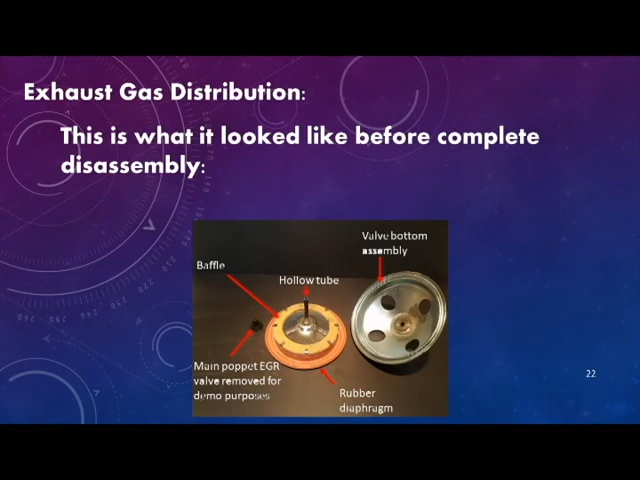 Exhaust Gas Distribution:
This is what it looked like before complete
disassembly:
Valve bottom
assembly
Baffle
Hollow tube
Main poppet EGR
valve removed for
demo purposes
Rubber
diaphragm
22